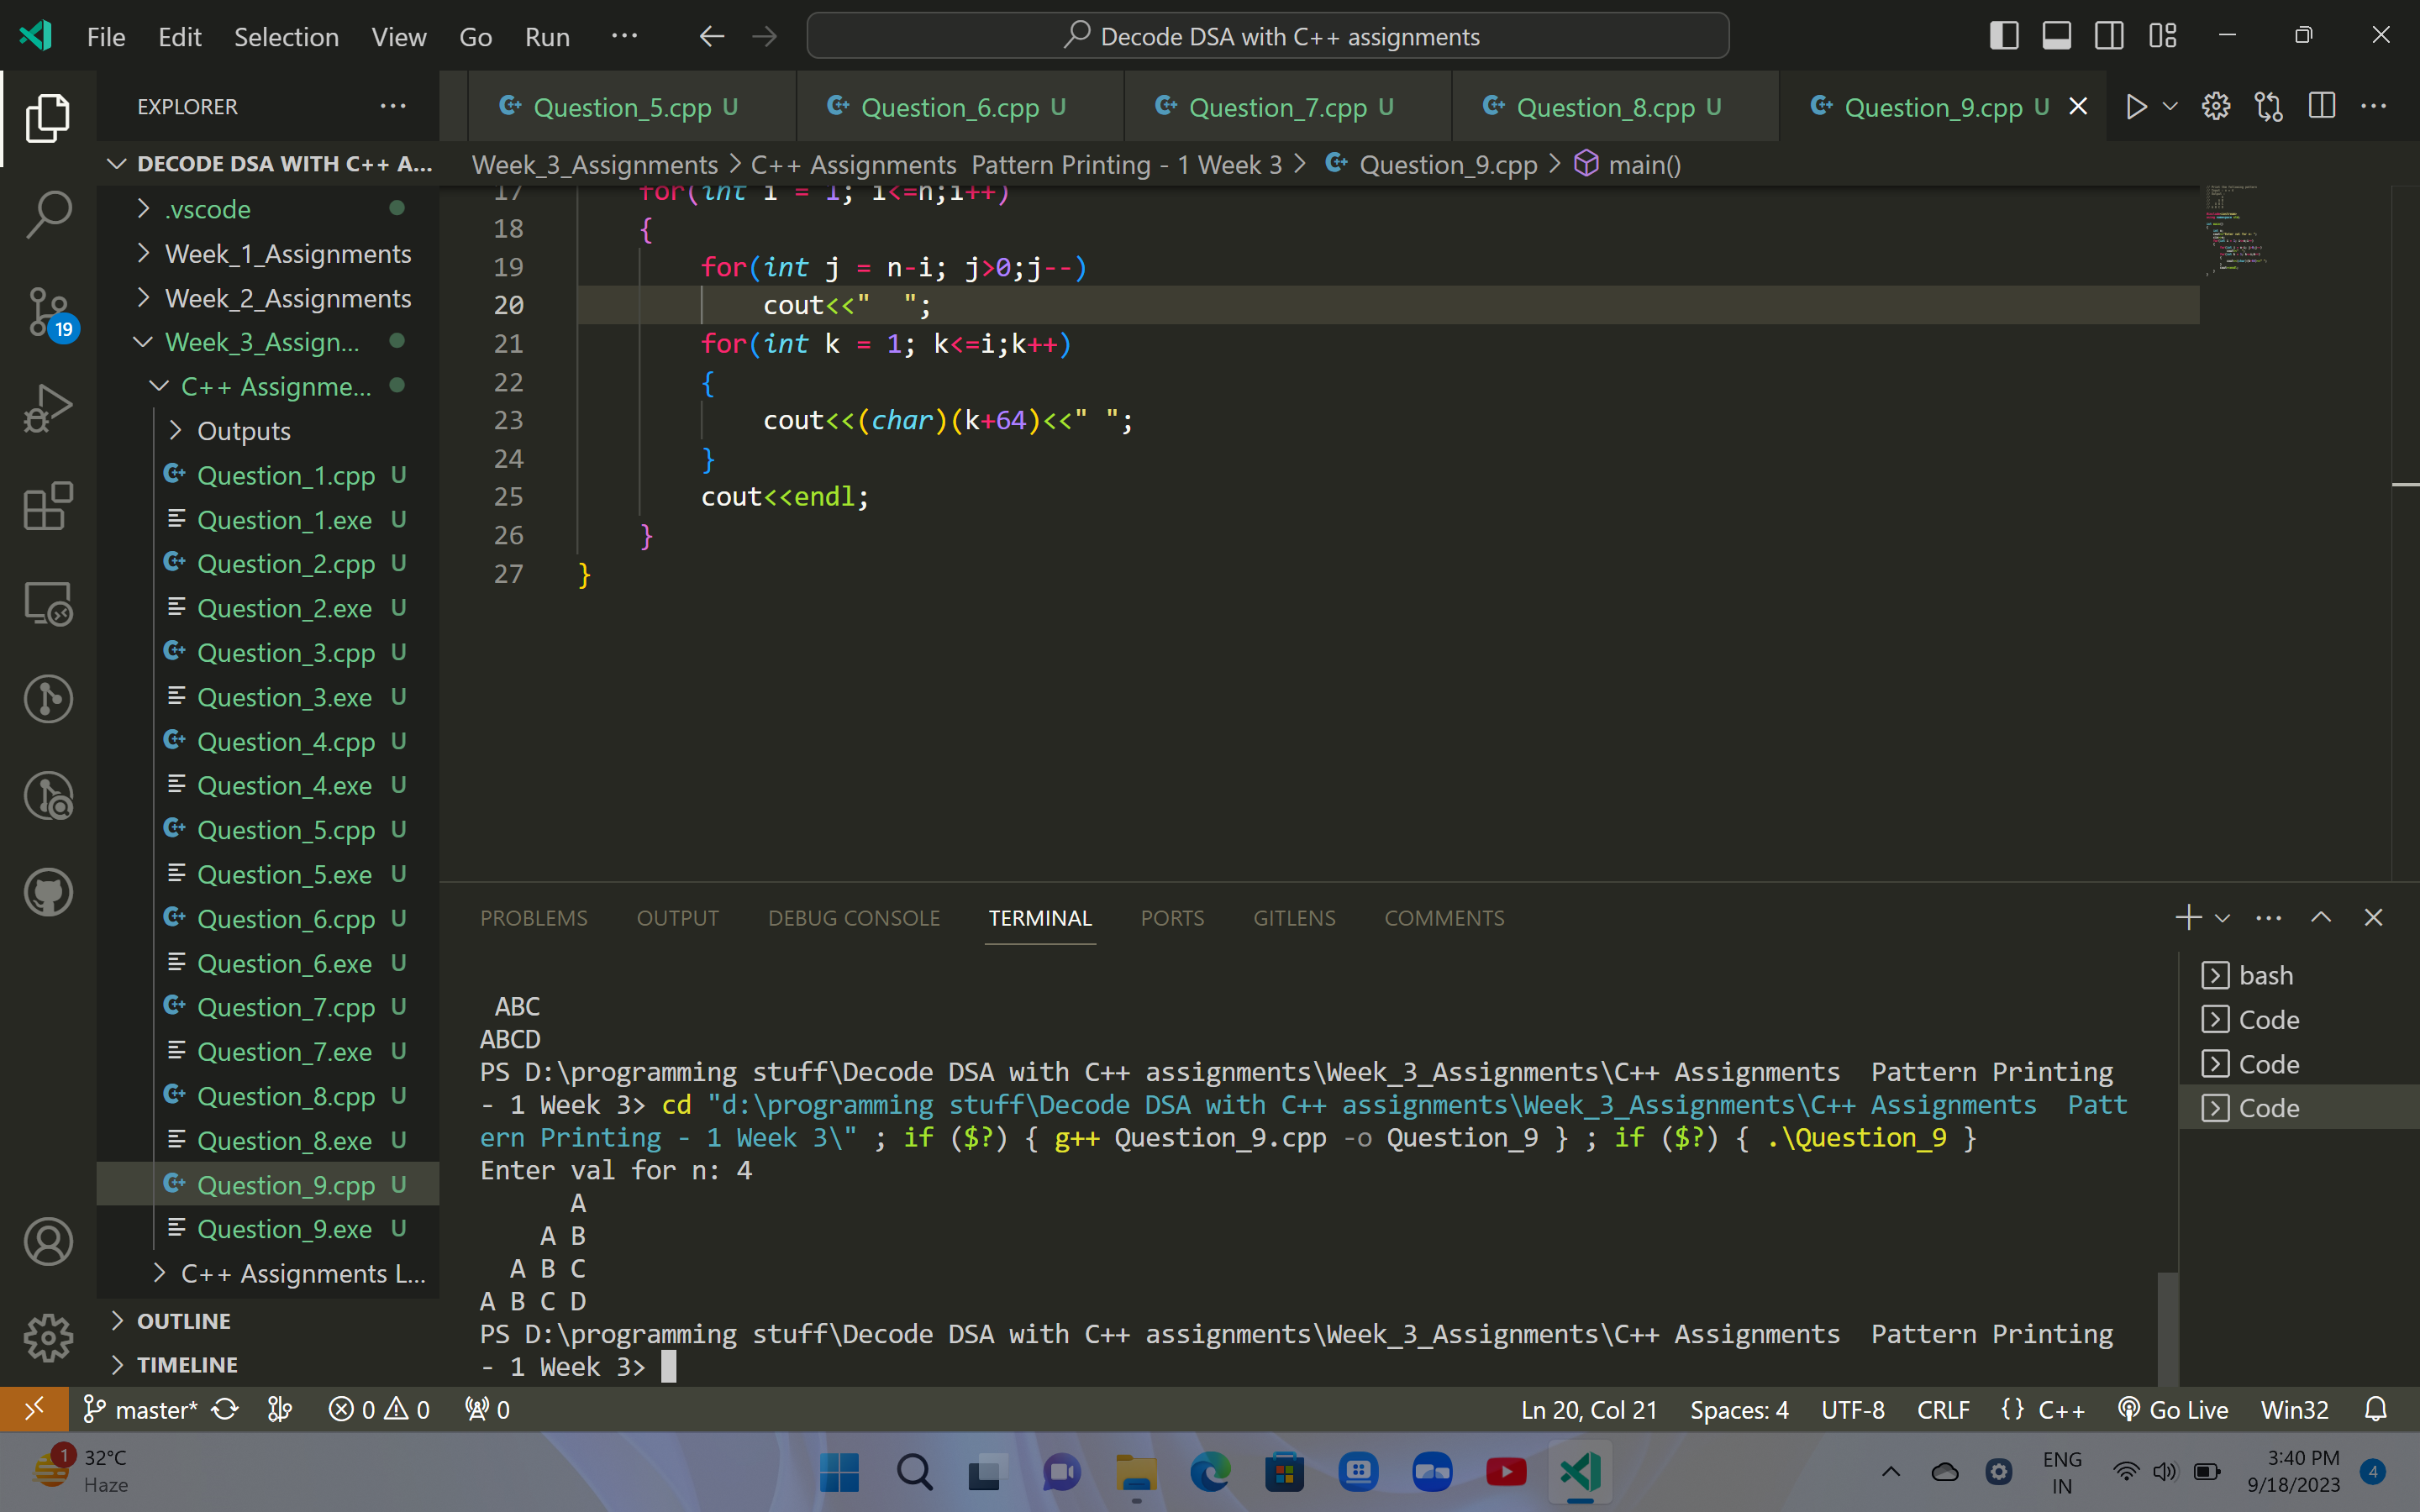 File Edit Selection View Go Run ··· Decode DSA with C++ assignments
EXPLORER ···
DECODE DSA WITH C++ A...
.vscode
Week_1_Assignments
Week_2_Assignments
Week_3_Assign...
C++ Assignme...
Outputs
Question_1.cpp U
Question_1.exe U
Question_2.cpp U
Question_2.exe U
Question_3.cpp U
Question_3.exe U
Question_4.cpp U
Question_4.exe U
Question_5.cpp U
Question_5.exe U
Question_6.cpp U
Question_6.exe U
Question_7.cpp U
Question_7.exe U
Question_8.cpp U
Question_8.exe U
Question_9.cpp U
Question_9.exe U
C++ Assignments L...
OUTLINE
TIMELINE
19
Question_5.cpp U Question_6.cpp U Question_7.cpp U Question_8.cpp U Question_9.cpp U
Week_3_Assignments > C++ Assignments Pattern Printing - 1 Week 3 > Question_9.cpp > main()
17 for(int i = 1; i<=n;i++)
18 {
19 for(int j = n-i; j>0;j--)
20 cout<<"  ";
21 for(int k = 1; k<=i;k++)
22 {
23 cout<<(char)(k+64)<<" ";
24 }
25 cout<<endl;
26 }
27 }
PROBLEMS OUTPUT DEBUG CONSOLE TERMINAL PORTS GITLENS COMMENTS
ABC
ABCD
PS D:\programming stuff\Decode DSA with C++ assignments\Week_3_Assignments\C++ Assignments  Pattern Printing
- 1 Week 3> cd "d:\programming stuff\Decode DSA with C++ assignments\Week_3_Assignments\C++ Assignments  Patt
ern Printing - 1 Week 3\" ; if ($?) { g++ Question_9.cpp -o Question_9 } ; if ($?) { .\Question_9 }
Enter val for n: 4
A
A B
A B C
A B C D
PS D:\programming stuff\Decode DSA with C++ assignments\Week_3_Assignments\C++ Assignments  Pattern Printing
- 1 Week 3>
bash
Code
Code
Code
master* 0 0 0 Ln 20, Col 21 Spaces: 4 UTF-8 CRLF {} C++ Go Live Win32
1 32°C
Haze
ENG
IN
3:40 PM
9/18/2023
4